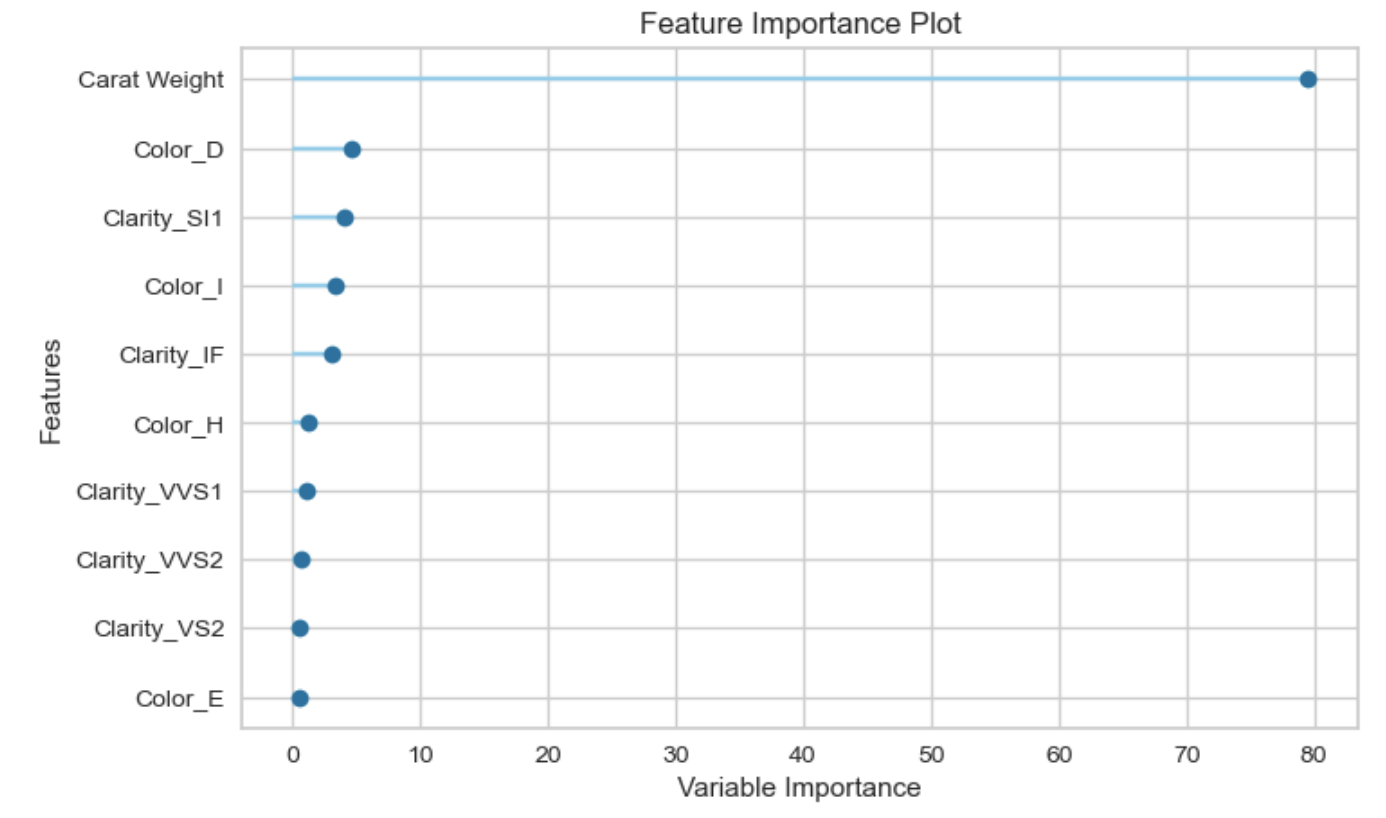 Feature Importance Plot
Carat Weight
Color_D
Clarity_SI1
Color_I
Clarity_IF
Color_H
Clarity_VVS1
Clarity_VVS2
Clarity_VS2
Color_E
Features
0 10 20 30 40 50 60 70 80
Variable Importance